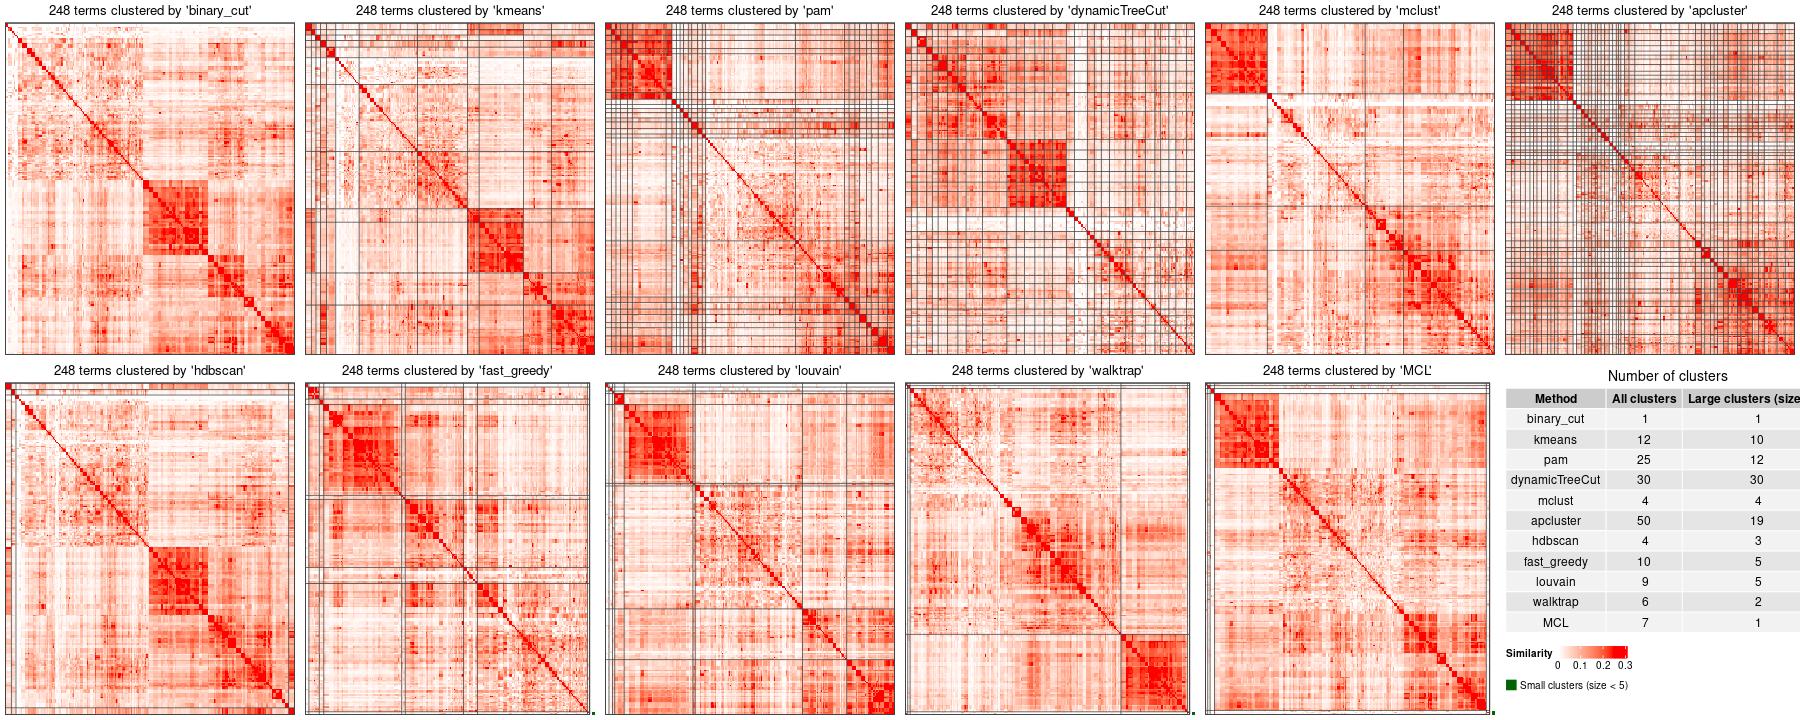 248 terms clustered by 'binary_cut'
248 terms clustered by 'kmeans'
248 terms clustered by 'pam'
248 terms clustered by 'dynamicTreeCut'
248 terms clustered by 'mclust'
248 terms clustered by 'apcluster'
248 terms clustered by 'hdbscan'
248 terms clustered by 'fast_greedy'
248 terms clustered by 'louvain'
248 terms clustered by 'walktrap'
248 terms clustered by 'MCL'
Number of clusters
Method All clusters Large clusters (size
binary_cut 1 1
kmeans 12 10
pam 25 12
dynamicTreeCut 30 30
mclust 4 4
apcluster 50 19
hdbscan 4 3
fast_greedy 10 5
louvain 9 5
walktrap 6 2
MCL 7 1
Similarity
0 0.1 0.2 0.3
Small clusters (size < 5)